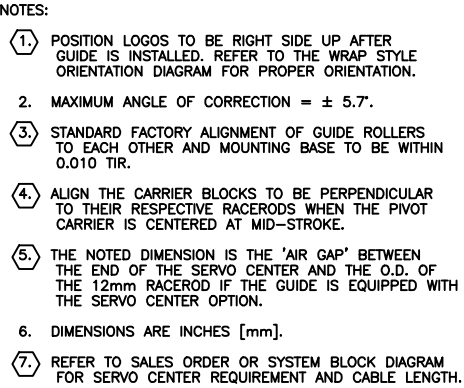 NOTES:
1. POSITION LOGOS TO BE RIGHT SIDE UP AFTER
GUIDE IS INSTALLED. REFER TO THE WRAP STYLE
ORIENTATION DIAGRAM FOR PROPER ORIENTATION.
2. MAXIMUM ANGLE OF CORRECTION = ± 5.7°.
3. STANDARD FACTORY ALIGNMENT OF GUIDE ROLLERS
TO EACH OTHER AND MOUNTING BASE TO BE WITHIN
0.010 TIR.
4. ALIGN THE CARRIER BLOCKS TO BE PERPENDICULAR
TO THEIR RESPECTIVE RACERODS WHEN THE PIVOT
CARRIER IS CENTERED AT MID-STROKE.
5. THE NOTED DIMENSION IS THE 'AIR GAP' BETWEEN
THE END OF THE SERVO CENTER AND THE O.D. OF
THE 12mm RACEROD IF THE GUIDE IS EQUIPPED WITH
THE SERVO CENTER OPTION.
6. DIMENSIONS ARE INCHES [mm].
7. REFER TO SALES ORDER OR SYSTEM BLOCK DIAGRAM
FOR SERVO CENTER REQUIREMENT AND CABLE LENGTH.